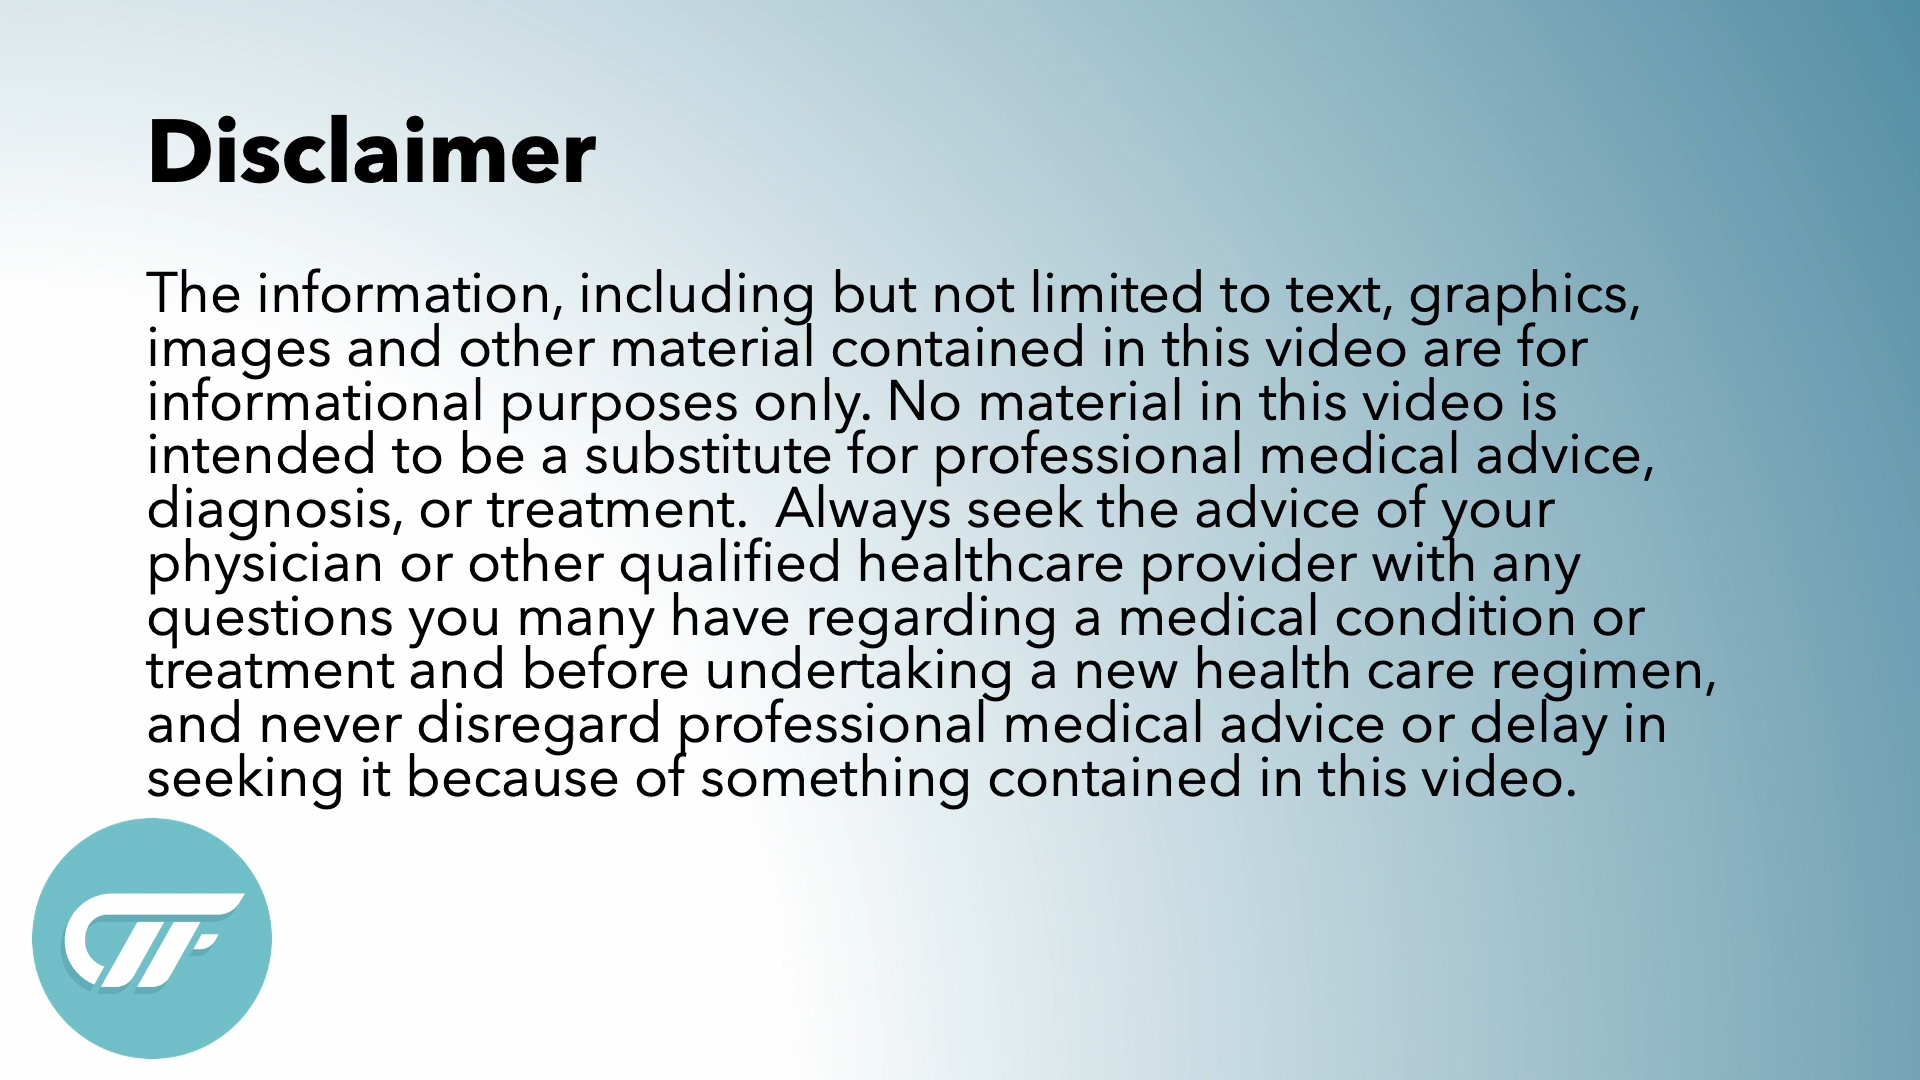 Disclaimer
The information, including but not limited to text, graphics,
images and other material contained in this video are for
informational purposes only. No material in this video is
intended to be a substitute for professional medical advice,
diagnosis, or treatment.  Always seek the advice of your
physician or other qualified healthcare provider with any
questions you many have regarding a medical condition or
treatment and before undertaking a new health care regimen,
and never disregard professional medical advice or delay in
seeking it because of something contained in this video.